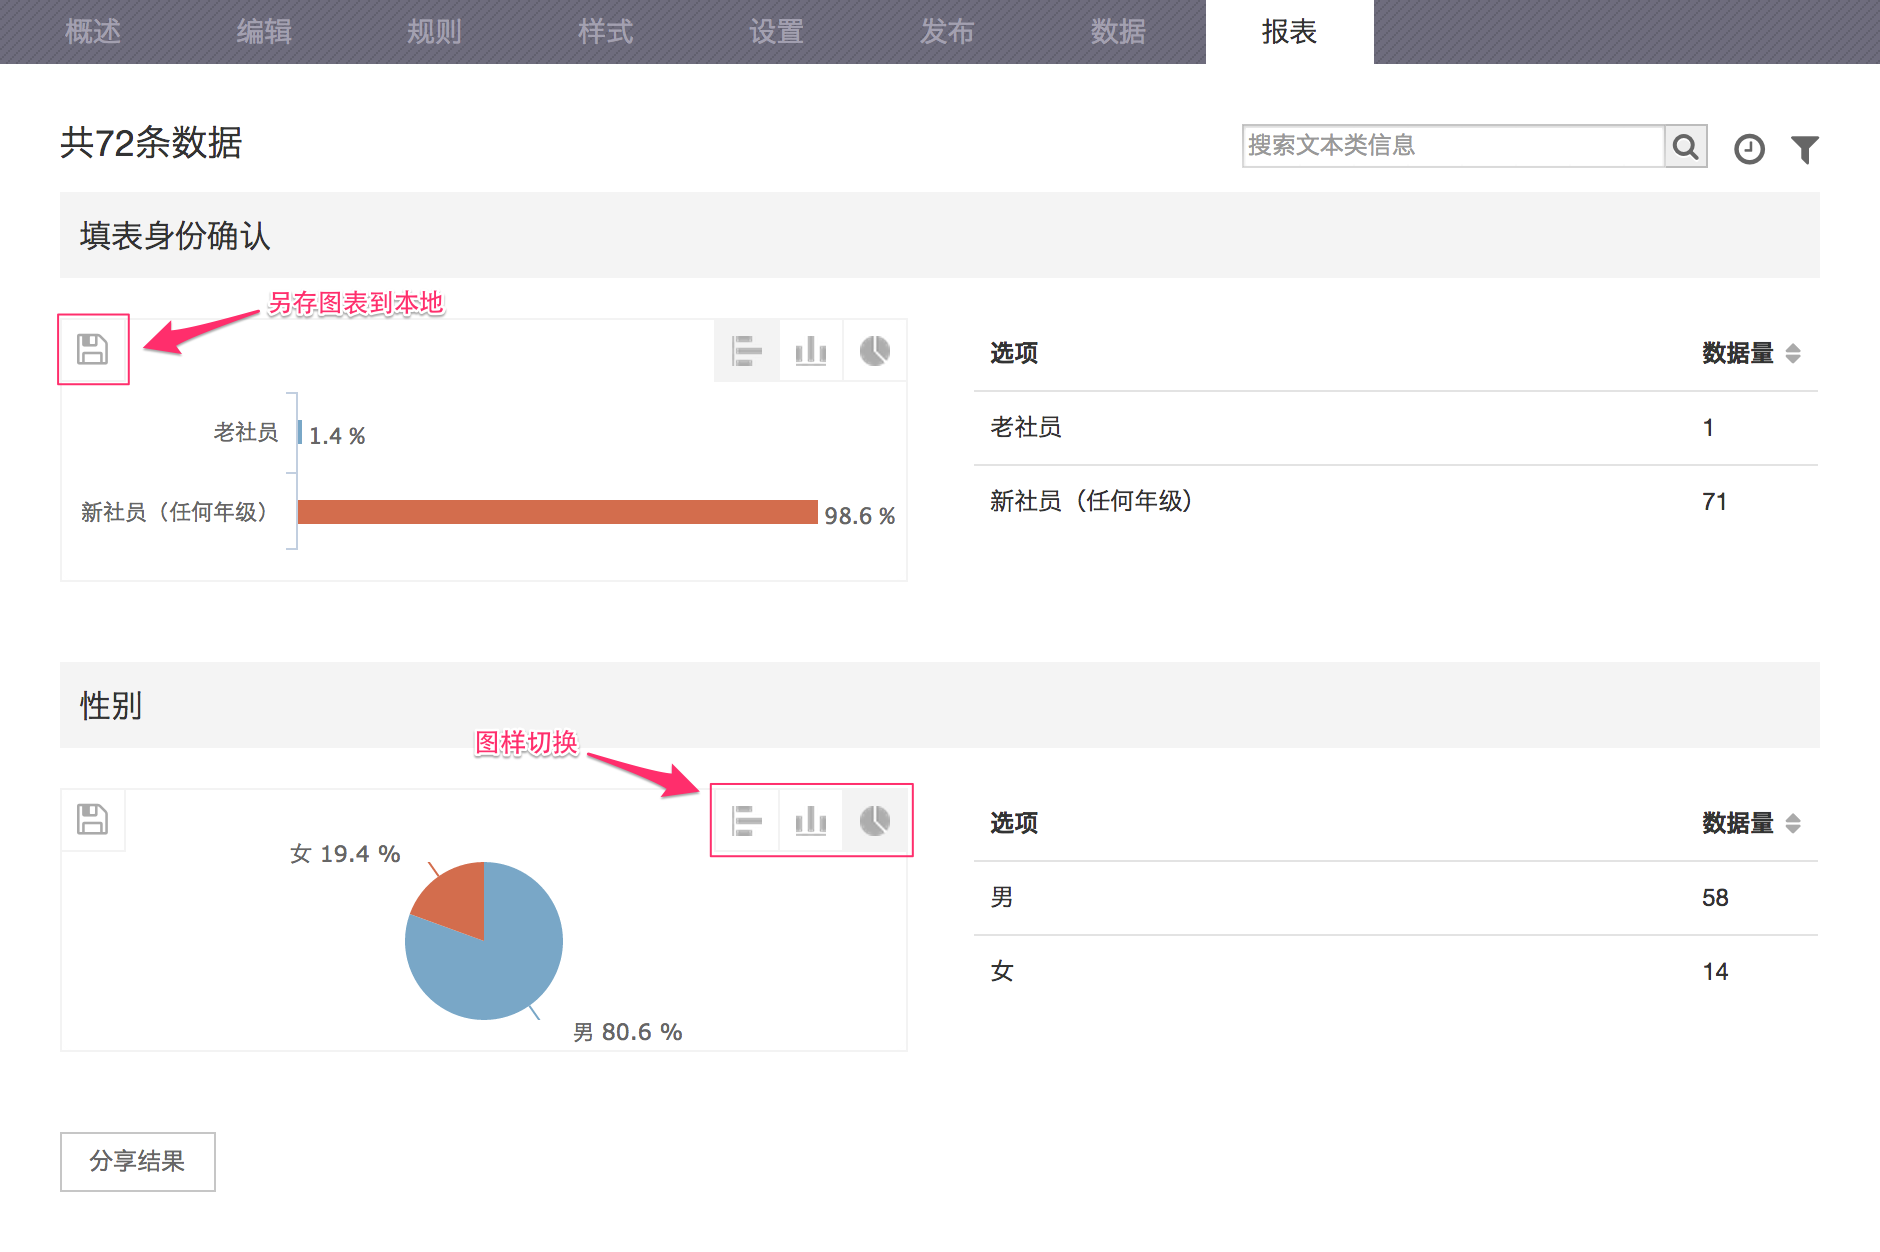 概述 编辑 规则 样式 设置 发布 数据 报表
共72条数据
搜索文本类信息
填表身份确认
另存图表到本地
老社员 1.4 %
新社员（任何年级） 98.6 %
选项 数据量
老社员 1
新社员（任何年级） 71
性别
图样切换
女 19.4 %
男 80.6 %
选项 数据量
男 58
女 14
分享结果